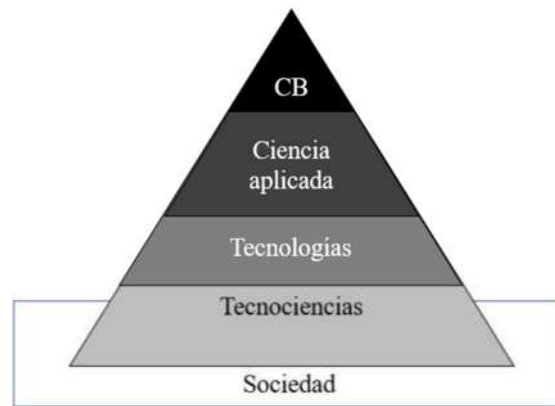 CB
Ciencia
aplicada
Tecnologías
Tecnociencias
Sociedad